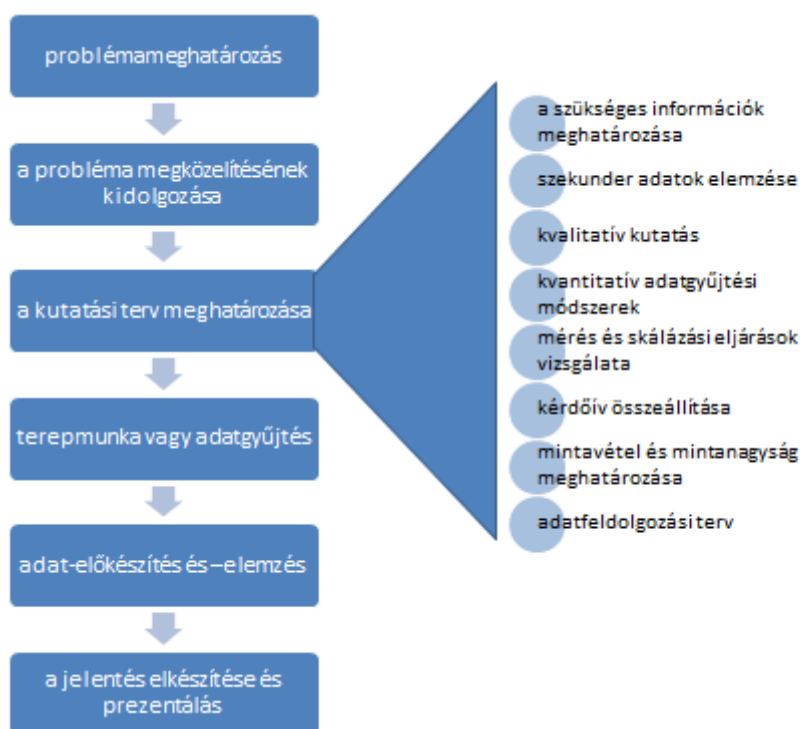 problémameghatározás
a probléma megközelítésének
kidolgozása
a kutatási terv meghatározása
terepmunka vagy adatgyűjtés
adat-előkészítés és –elemzés
a jelentés elkészítése és
prezentálás
a szükséges információk
meghatározása
szekunder adatok elemzése
kvalitatív kutatás
kvantitatív adatgyűjtési
módszerek
mérés és skálázási eljárások
vizsgálata
kérdőív összeállítása
mintavétel és mintanagyság
meghatározása
adatfeldolgozási terv